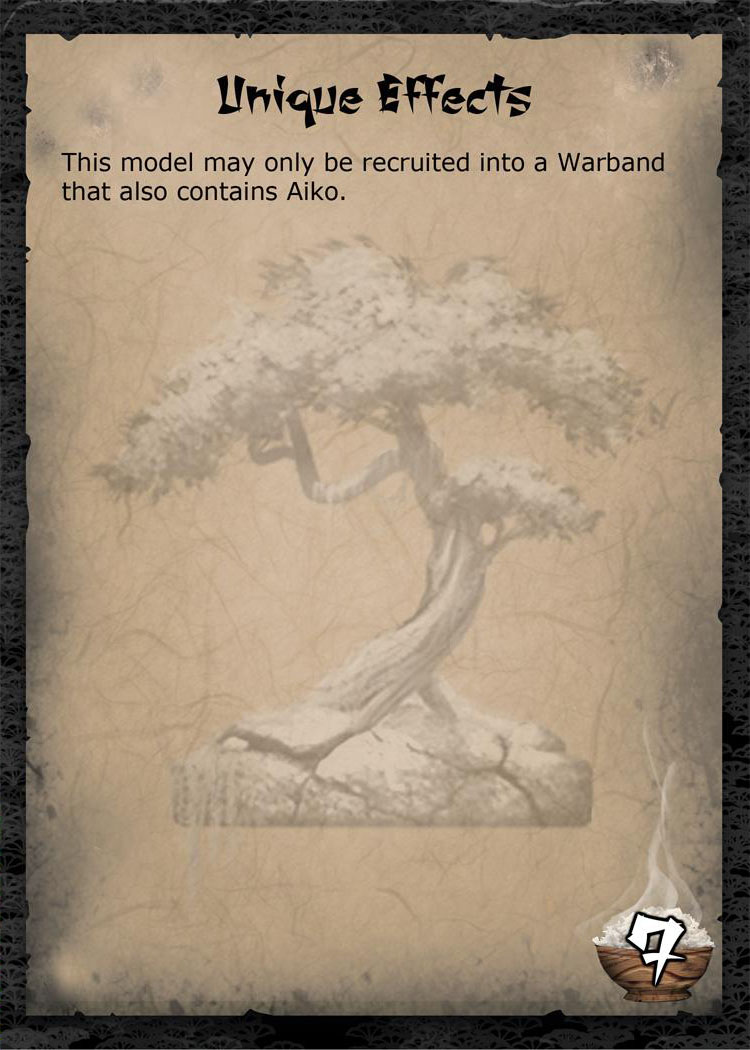 Unique Effects
This model may only be recruited into a Warband
that also contains Aiko.
7